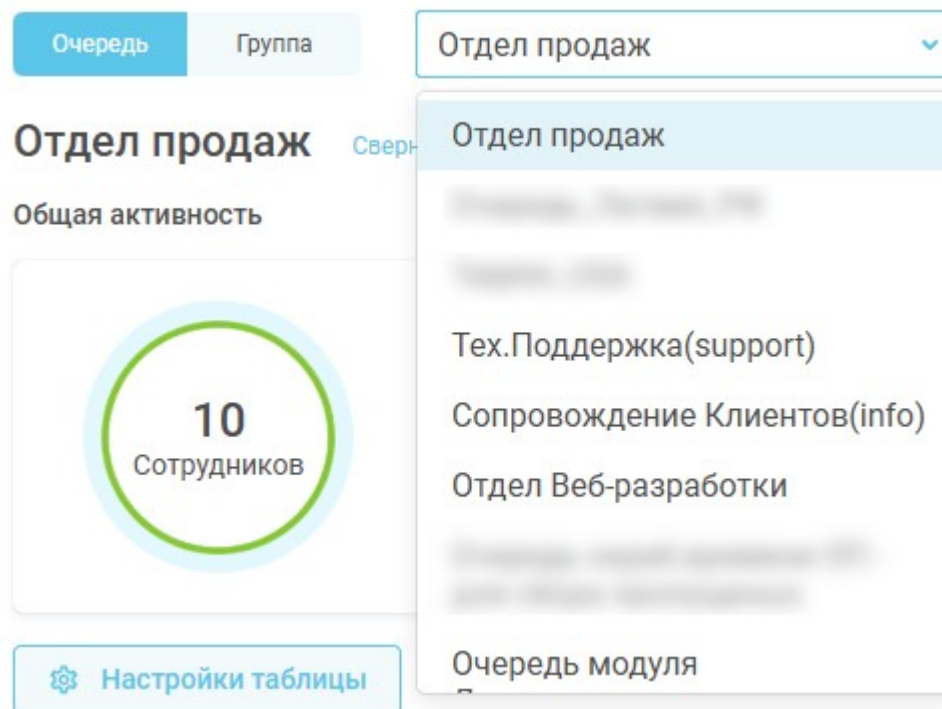 Очередь
Группа
Отдел продаж
Отдел продаж
Сверн
Общая активность
10
Сотрудников
Настройки таблицы
Отдел продаж
Тех.Поддержка(support)
Сопровождение Клиентов(info)
Отдел Веб-разработки
Очередь модуля